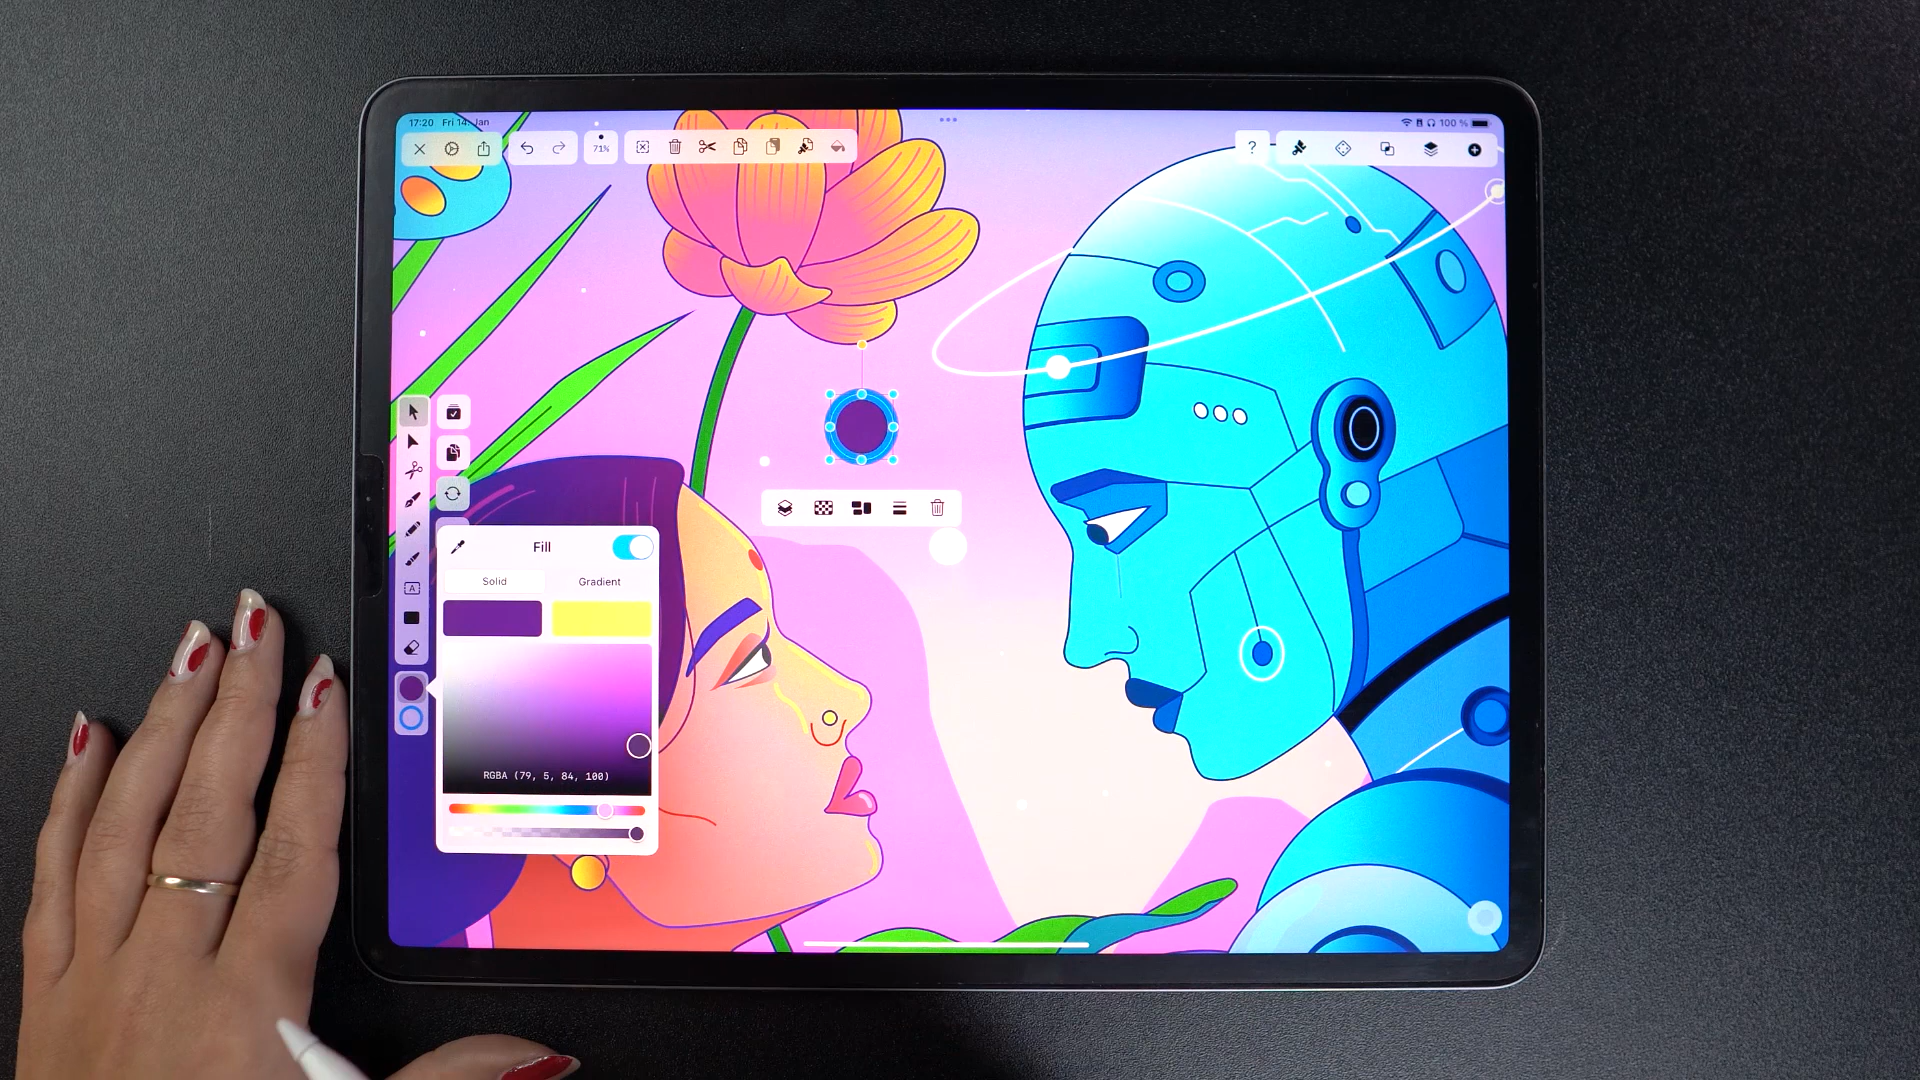 17:20 Fri 14. Jan
100 %
71%
?
A
Fill
Solid
Gradient
RGBA (79, 5, 84, 100)